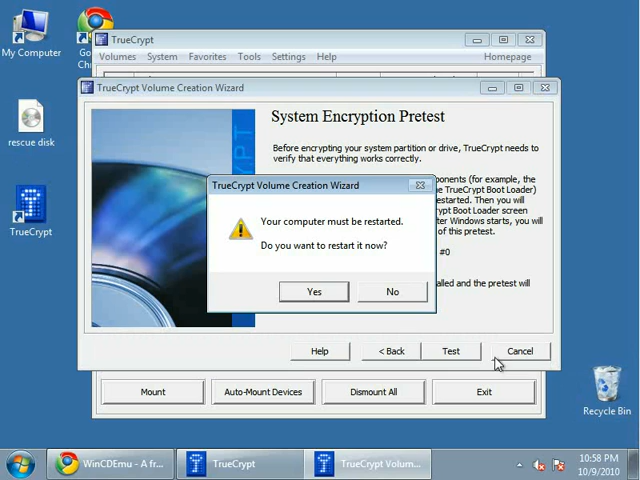 My Computer
Go
Ch
rescue disk
TrueCrypt
TrueCrypt
Volumes System Favorites Tools Settings Help Homepage
TrueCrypt Volume Creation Wizard
System Encryption Pretest
Before encrypting your system partition or drive, TrueCrypt needs to
verify that everything works correctly.
ponents (for example, the
e TrueCrypt Boot Loader)
restarted. Then you will
rypt Boot Loader screen
ter Windows starts, you will
of this pretest.
#0
alled and the pretest will
TrueCrypt Volume Creation Wizard
Your computer must be restarted.
Do you want to restart it now?
Yes No
Help < Back Test Cancel
Mount Auto-Mount Devices Dismount All Exit
Recycle Bin
WinCDEmu - A fr... TrueCrypt TrueCrypt Volum... 10:58 PM
10/9/2010